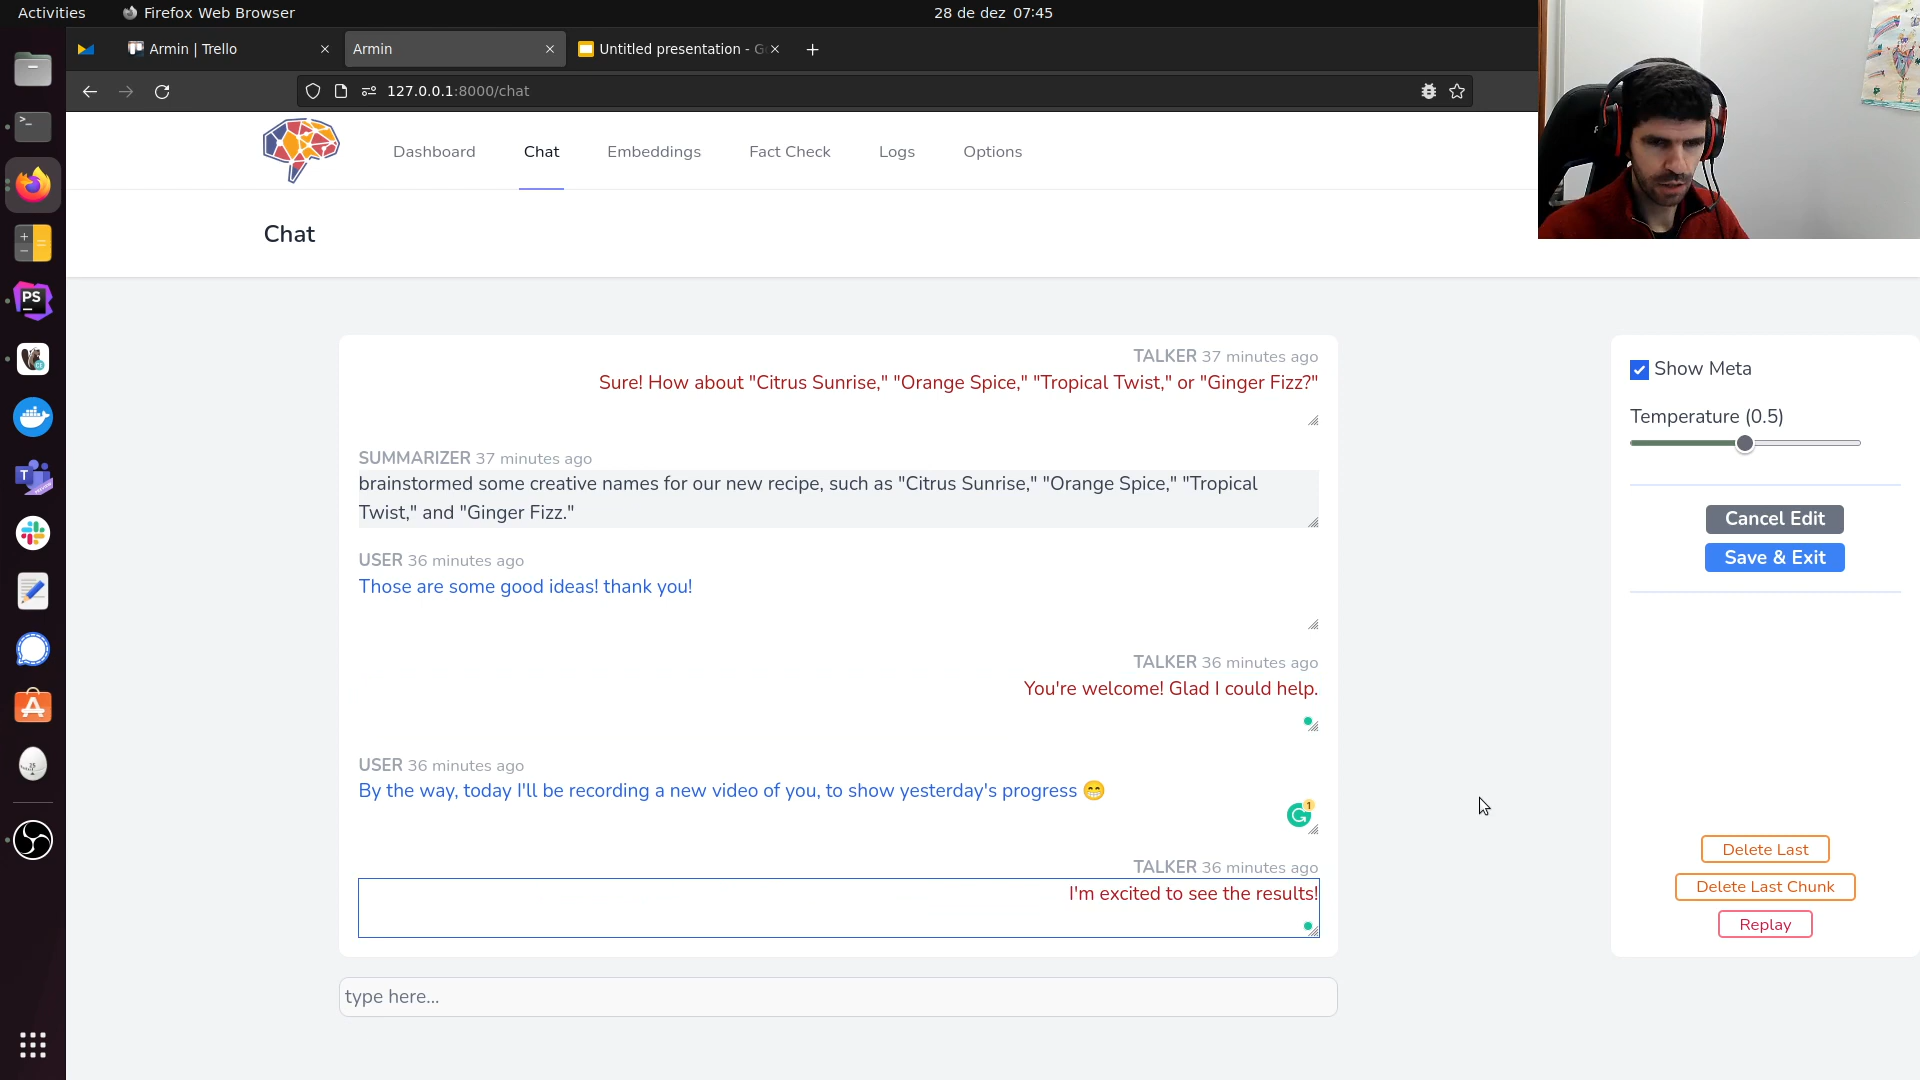 Activities
Firefox Web Browser
28 de dez 07:45
Armin | Trello
Armin
Untitled presentation - G
127.0.0.1:8000/chat
Dashboard
Chat
Embeddings
Fact Check
Logs
Options
Chat
TALKER 37 minutes ago
Sure! How about "Citrus Sunrise," "Orange Spice," "Tropical Twist," or "Ginger Fizz?"
SUMMARIZER 37 minutes ago
brainstormed some creative names for our new recipe, such as "Citrus Sunrise," "Orange Spice," "Tropical
Twist," and "Ginger Fizz."
USER 36 minutes ago
Those are some good ideas! thank you!
TALKER 36 minutes ago
You're welcome! Glad I could help.
USER 36 minutes ago
By the way, today I'll be recording a new video of you, to show yesterday's progress 😁
1
TALKER 36 minutes ago
I'm excited to see the results!
type here...
Show Meta
Temperature (0.5)
Cancel Edit
Save & Exit
Delete Last
Delete Last Chunk
Replay
PS
T